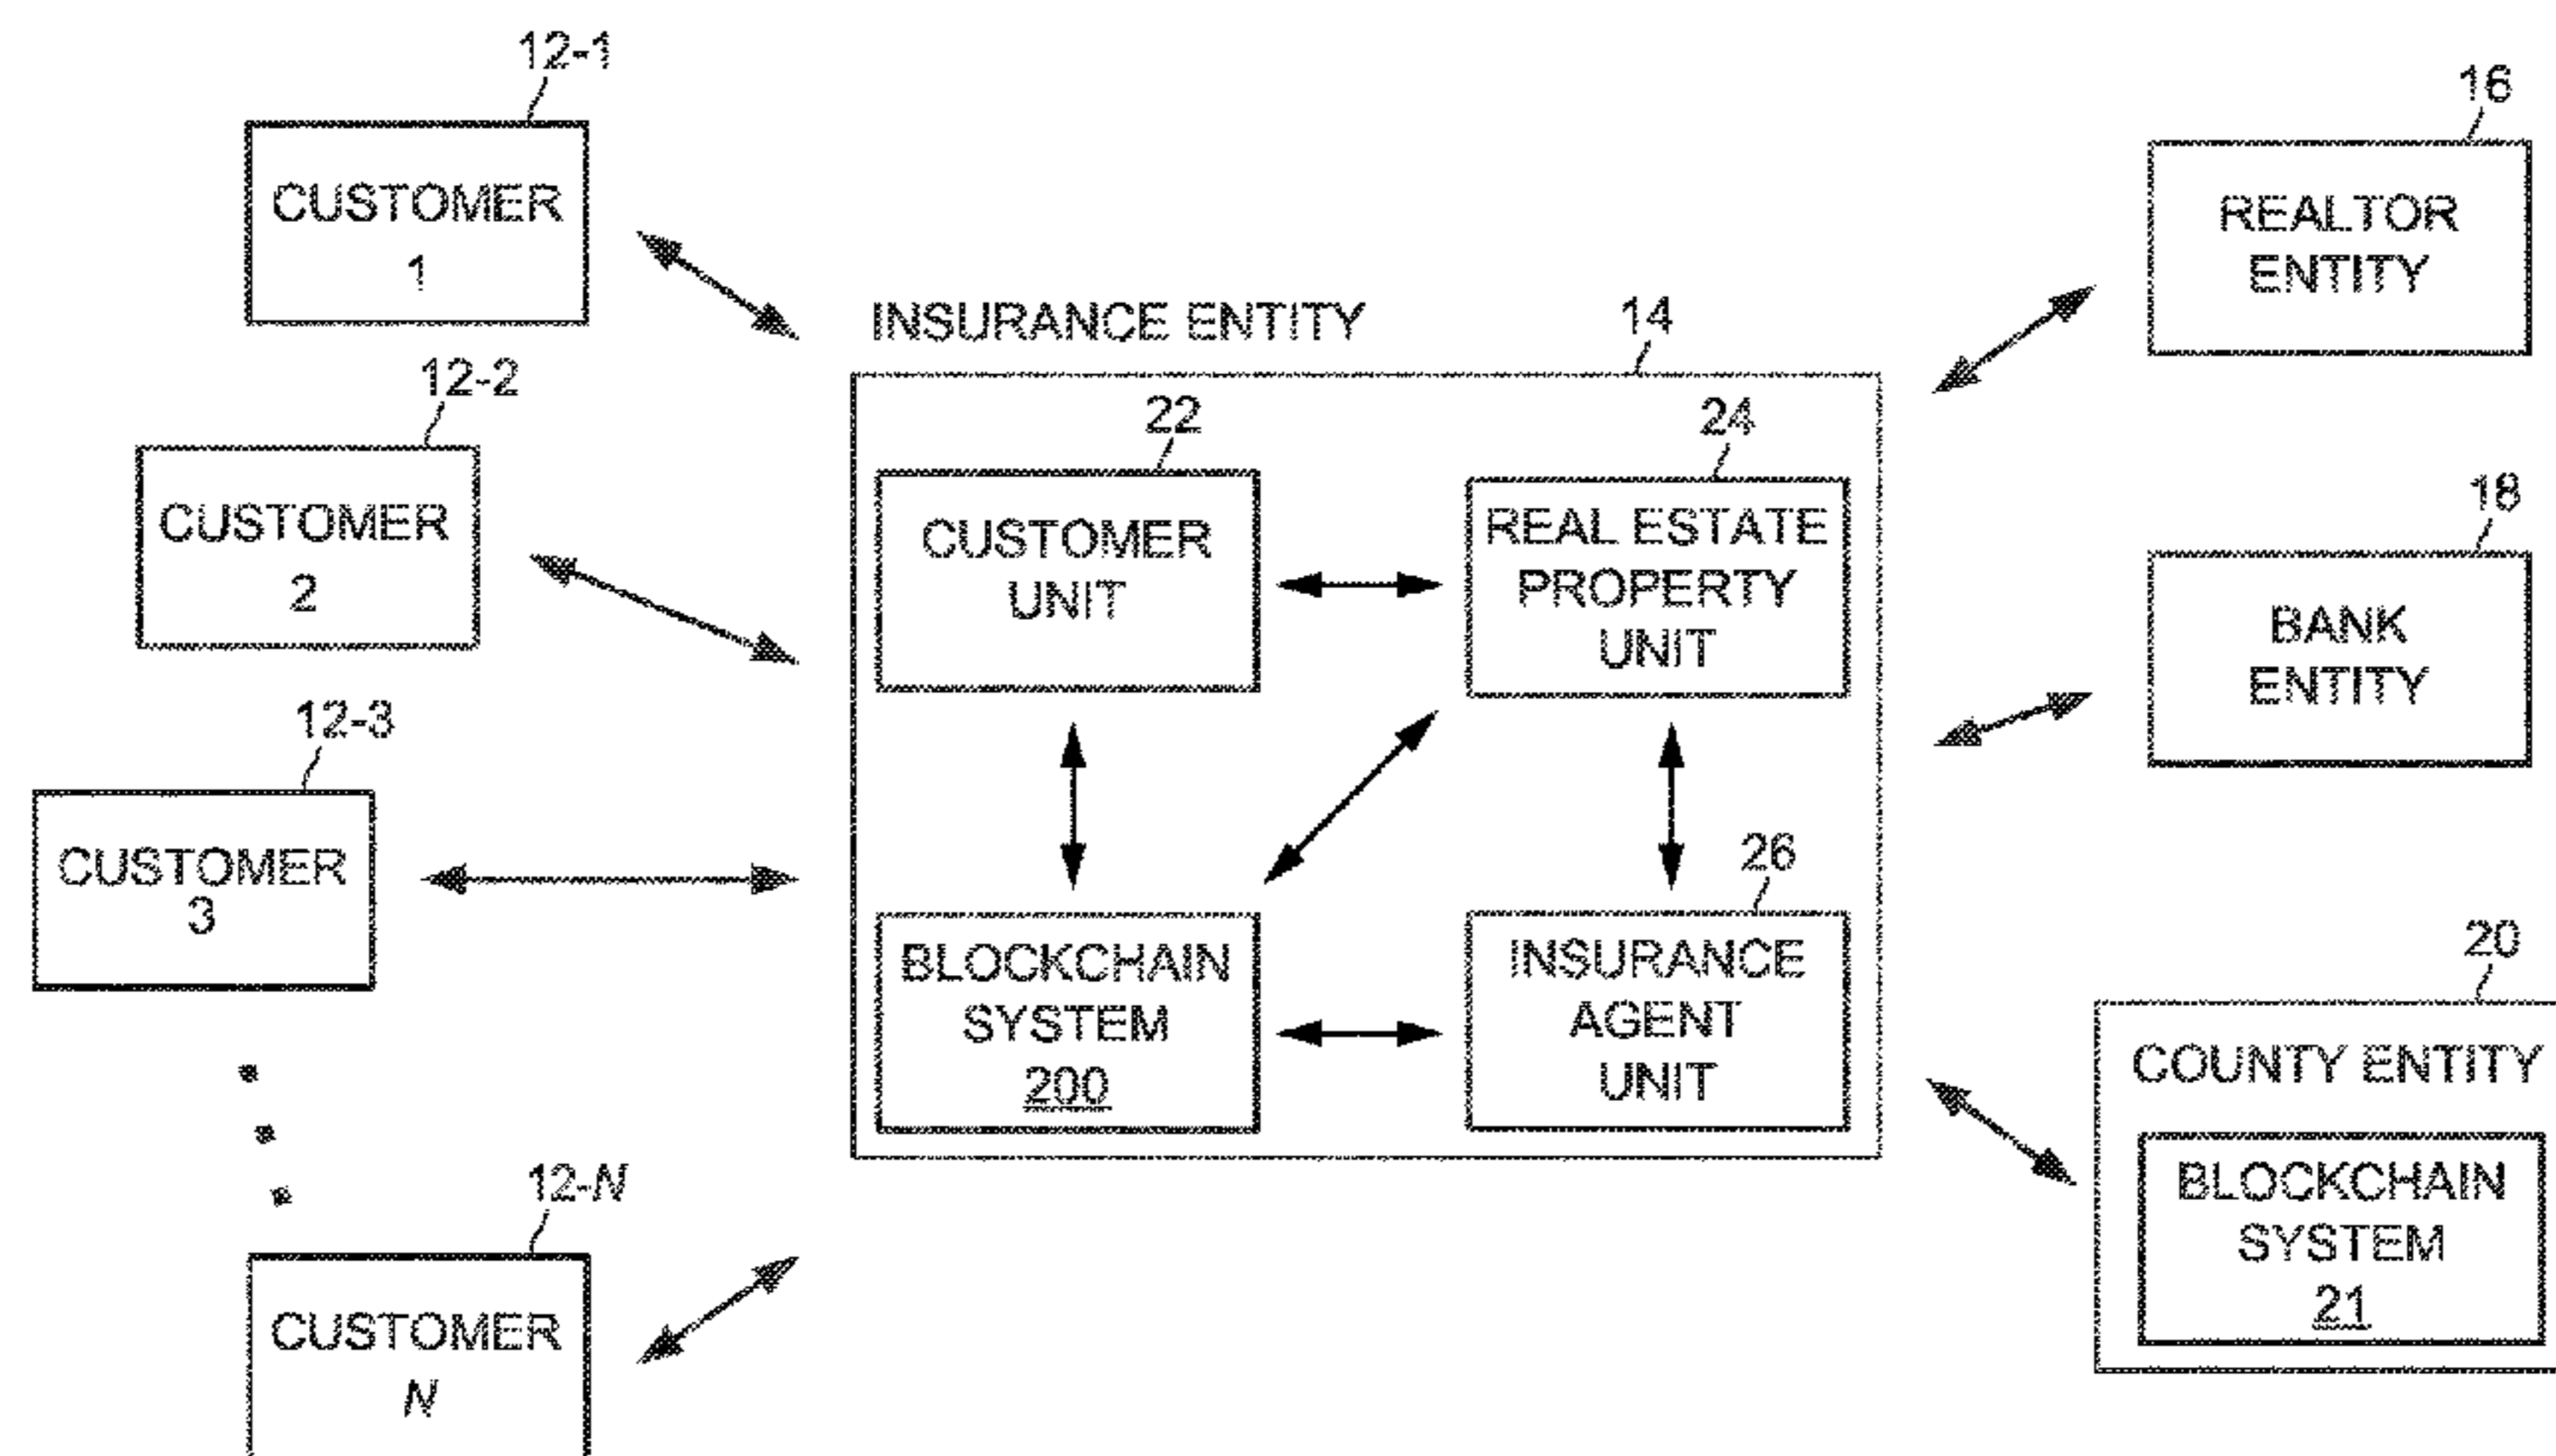 12-1
CUSTOMER
1
12-2
CUSTOMER
2
12-3
CUSTOMER
3
12-N
CUSTOMER
N
INSURANCE ENTITY
14
22
CUSTOMER
UNIT
24
REAL ESTATE
PROPERTY
UNIT
BLOCKCHAIN
SYSTEM
200
26
INSURANCE
AGENT
UNIT
16
REALTOR
ENTITY
18
BANK
ENTITY
20
COUNTY ENTITY
BLOCKCHAIN
SYSTEM
21